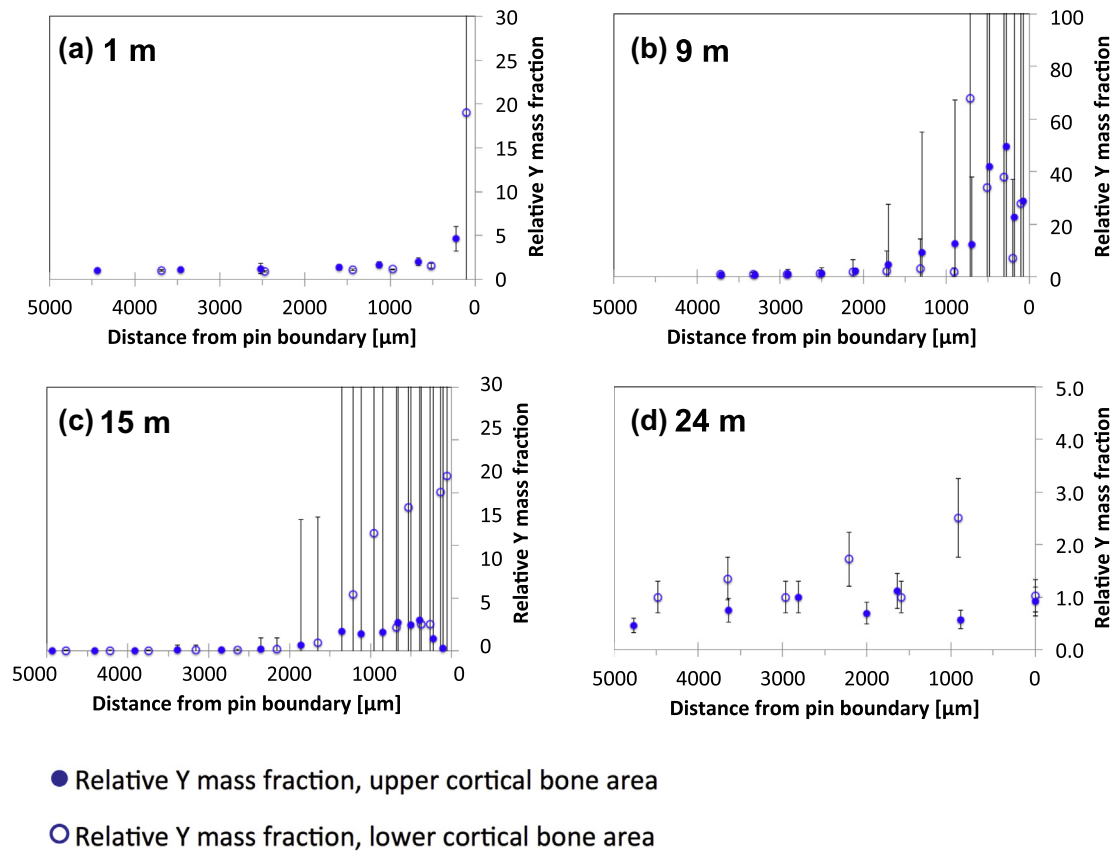 (a) 1 m
30
25
20
15
10
5
0
Relative Y mass fraction
5000 4000 3000 2000 1000 0
Distance from pin boundary [µm]
(b) 9 m
100
80
60
40
20
0
Relative Y mass fraction
5000 4000 3000 2000 1000 0
Distance from pin boundary [µm]
(c) 15 m
30
25
20
15
10
5
0
Relative Y mass fraction
5000 4000 3000 2000 1000 0
Distance from pin boundary [µm]
(d) 24 m
5.0
4.0
3.0
2.0
1.0
0.0
Relative Y mass fraction
5000 4000 3000 2000 1000 0
Distance from pin boundary [µm]
Relative Y mass fraction, upper cortical bone area
Relative Y mass fraction, lower cortical bone area